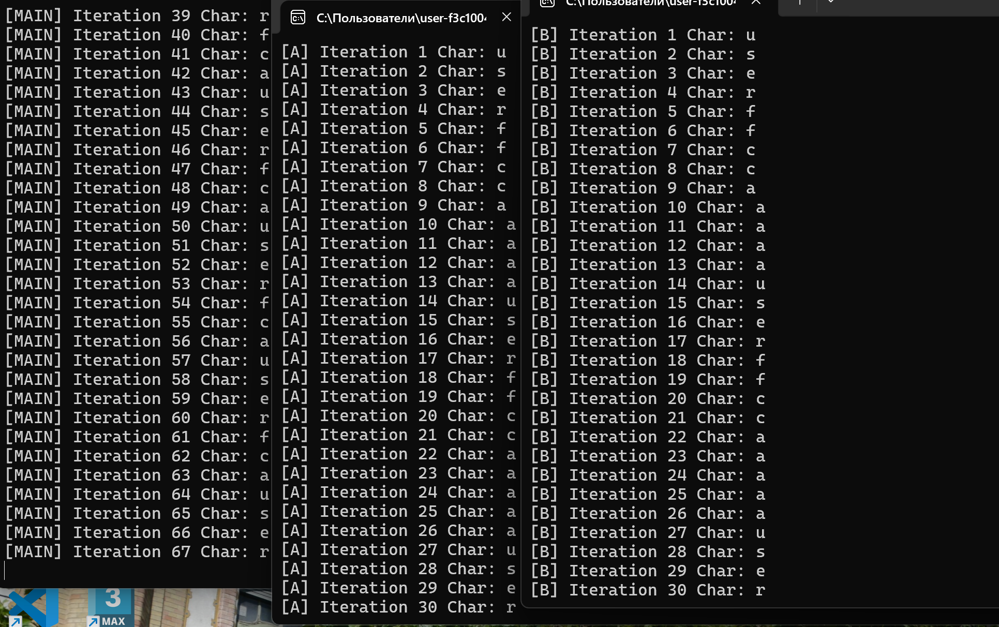 [MAIN] Iteration 39 Char: r
[MAIN] Iteration 40 Char: f
[MAIN] Iteration 41 Char: c
[MAIN] Iteration 42 Char: a
[MAIN] Iteration 43 Char: u
[MAIN] Iteration 44 Char: s
[MAIN] Iteration 45 Char: e
[MAIN] Iteration 46 Char: r
[MAIN] Iteration 47 Char: f
[MAIN] Iteration 48 Char: c
[MAIN] Iteration 49 Char: a
[MAIN] Iteration 50 Char: u
[MAIN] Iteration 51 Char: s
[MAIN] Iteration 52 Char: e
[MAIN] Iteration 53 Char: r
[MAIN] Iteration 54 Char: f
[MAIN] Iteration 55 Char: c
[MAIN] Iteration 56 Char: a
[MAIN] Iteration 57 Char: u
[MAIN] Iteration 58 Char: s
[MAIN] Iteration 59 Char: e
[MAIN] Iteration 60 Char: r
[MAIN] Iteration 61 Char: f
[MAIN] Iteration 62 Char: c
[MAIN] Iteration 63 Char: a
[MAIN] Iteration 64 Char: u
[MAIN] Iteration 65 Char: s
[MAIN] Iteration 66 Char: e
[MAIN] Iteration 67 Char: r
3
MAX
C:\Пользователи\user-f3c1004
[A] Iteration 1 Char: u
[A] Iteration 2 Char: s
[A] Iteration 3 Char: e
[A] Iteration 4 Char: r
[A] Iteration 5 Char: f
[A] Iteration 6 Char: f
[A] Iteration 7 Char: c
[A] Iteration 8 Char: c
[A] Iteration 9 Char: a
[A] Iteration 10 Char: a
[A] Iteration 11 Char: a
[A] Iteration 12 Char: a
[A] Iteration 13 Char: a
[A] Iteration 14 Char: u
[A] Iteration 15 Char: s
[A] Iteration 16 Char: e
[A] Iteration 17 Char: r
[A] Iteration 18 Char: f
[A] Iteration 19 Char: f
[A] Iteration 20 Char: c
[A] Iteration 21 Char: c
[A] Iteration 22 Char: a
[A] Iteration 23 Char: a
[A] Iteration 24 Char: a
[A] Iteration 25 Char: a
[A] Iteration 26 Char: a
[A] Iteration 27 Char: u
[A] Iteration 28 Char: s
[A] Iteration 29 Char: e
[A] Iteration 30 Char: r
C:\Пользователи\user-f3c1004
[B] Iteration 1 Char: u
[B] Iteration 2 Char: s
[B] Iteration 3 Char: e
[B] Iteration 4 Char: r
[B] Iteration 5 Char: f
[B] Iteration 6 Char: f
[B] Iteration 7 Char: c
[B] Iteration 8 Char: c
[B] Iteration 9 Char: a
[B] Iteration 10 Char: a
[B] Iteration 11 Char: a
[B] Iteration 12 Char: a
[B] Iteration 13 Char: a
[B] Iteration 14 Char: u
[B] Iteration 15 Char: s
[B] Iteration 16 Char: e
[B] Iteration 17 Char: r
[B] Iteration 18 Char: f
[B] Iteration 19 Char: f
[B] Iteration 20 Char: c
[B] Iteration 21 Char: c
[B] Iteration 22 Char: a
[B] Iteration 23 Char: a
[B] Iteration 24 Char: a
[B] Iteration 25 Char: a
[B] Iteration 26 Char: a
[B] Iteration 27 Char: u
[B] Iteration 28 Char: s
[B] Iteration 29 Char: e
[B] Iteration 30 Char: r